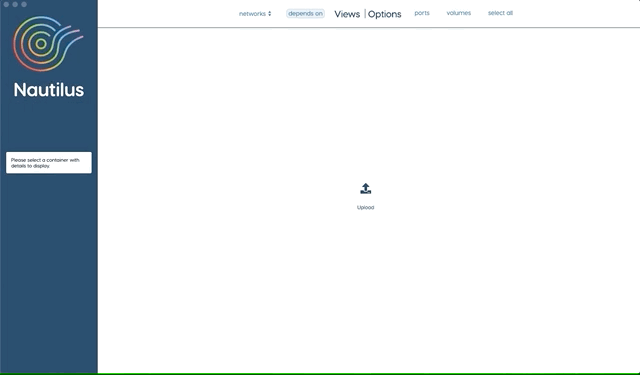 networks
depends on
Views
Options
ports
volumes
select all
Nautilus
Please select a container with
details to display
Upload